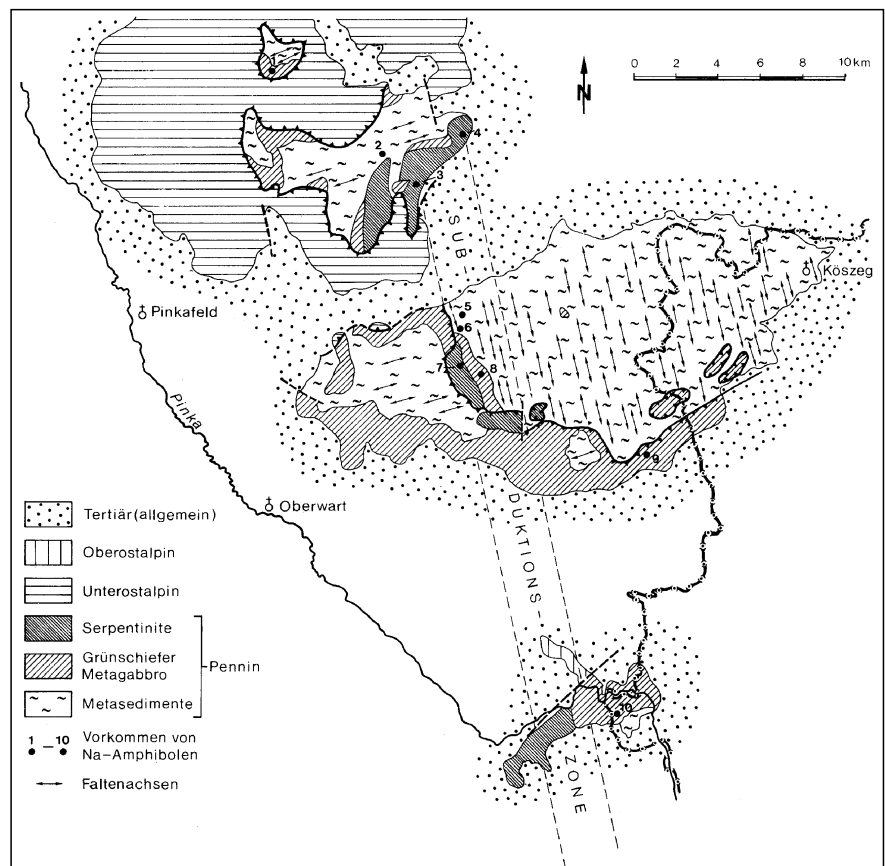 0 2 4 6 8 10 km
N
1
2
4
3
SUB
Köszeg
5
Pinkafeld
6
7
8
Pinka
9
Oberwart
DUKTIONS-
10
ZONE
Tertiär (allgemein)
Oberostalpin
Unterostalpin
Serpentinite
Grünschiefer
Metagabbro
Pennin
Metasedimente
1 – 10 Vorkommen von
Na-Amphibolen
Faltenachsen